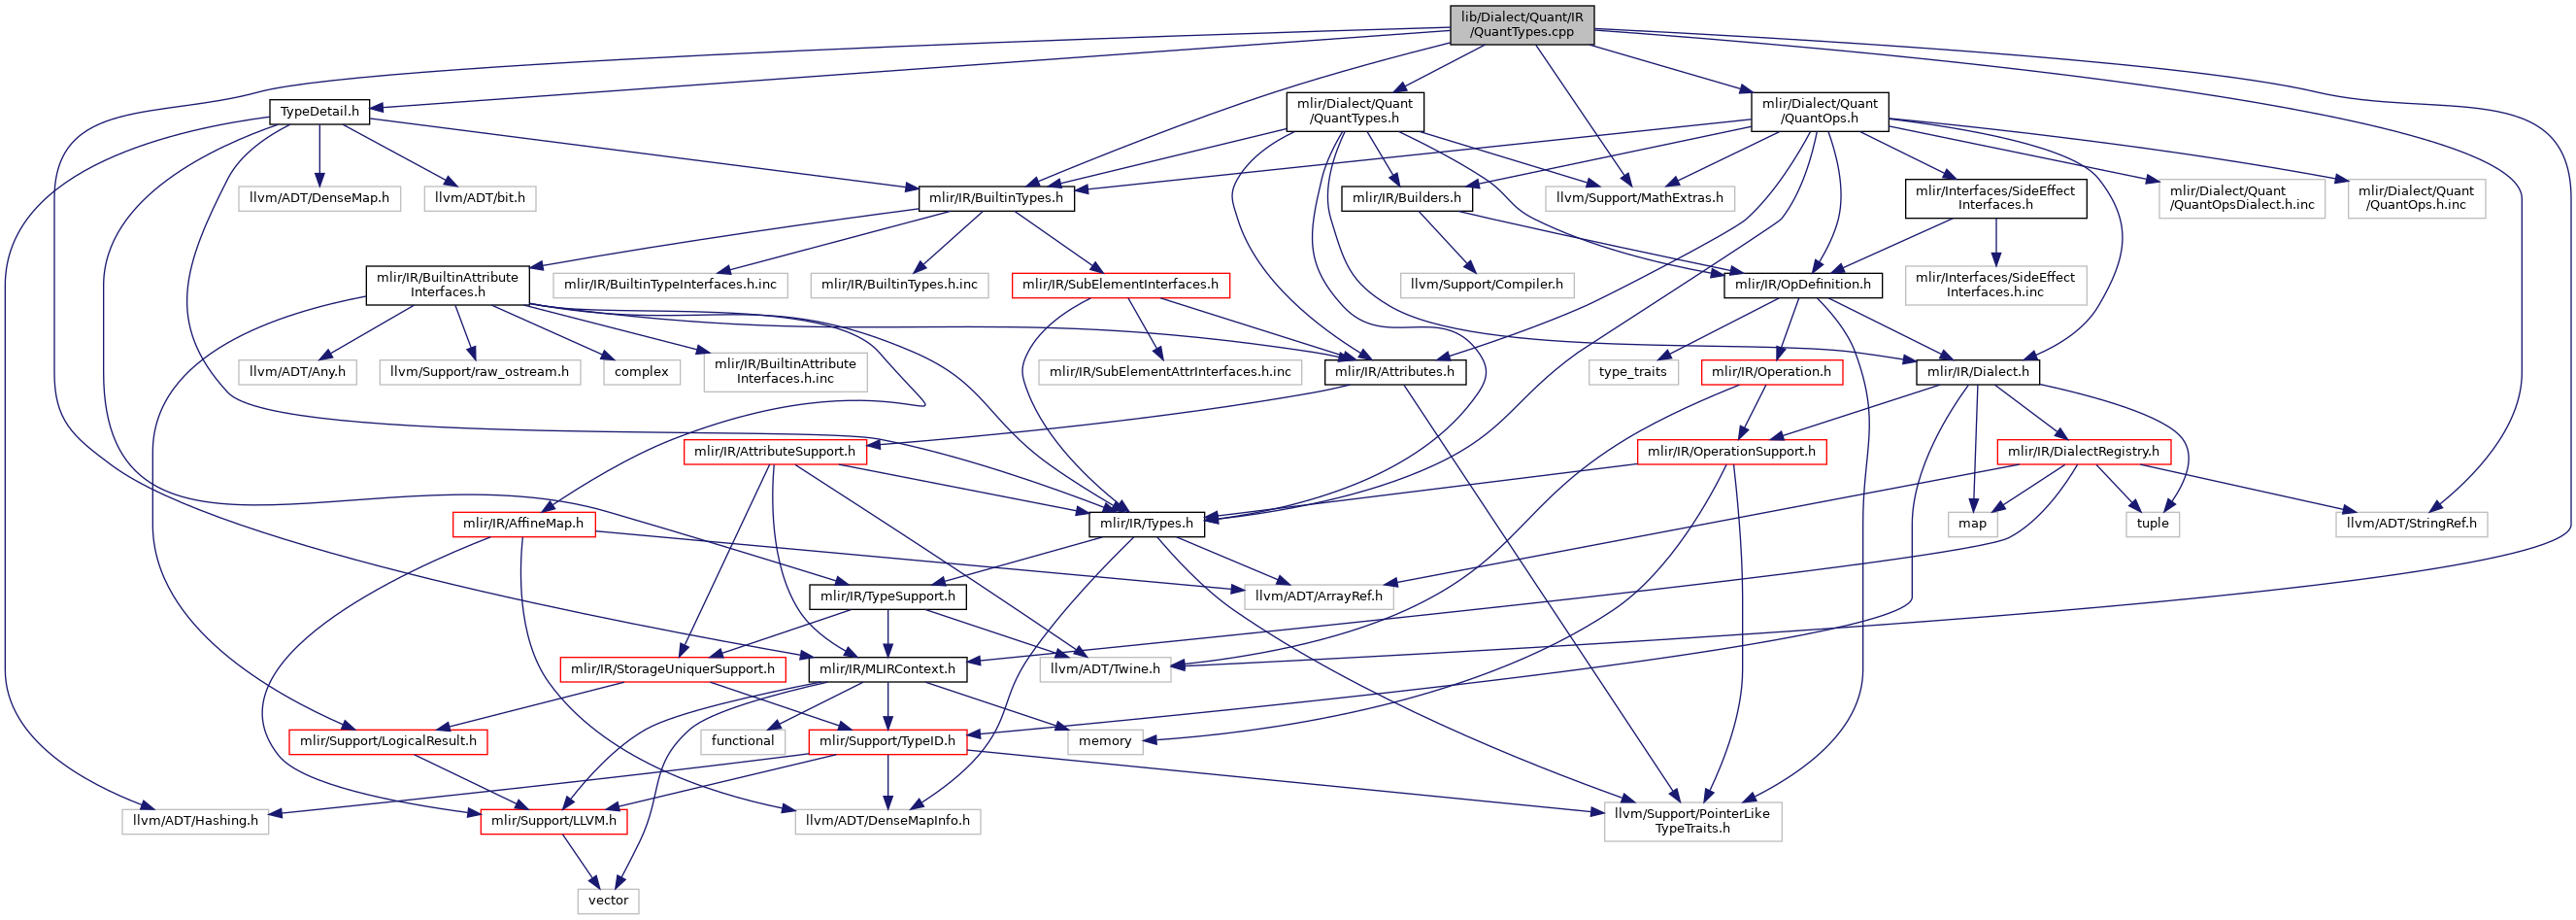 lib/Dialect/Quant/IR
/QuantTypes.cpp
TypeDetail.h
mlir/Dialect/Quant
/QuantTypes.h
mlir/Dialect/Quant
/QuantOps.h
llvm/ADT/DenseMap.h
llvm/ADT/bit.h
mlir/IR/BuiltinTypes.h
mlir/IR/Builders.h
llvm/Support/MathExtras.h
mlir/Interfaces/SideEffect
Interfaces.h
mlir/Dialect/Quant
/QuantOpsDialect.h.inc
mlir/Dialect/Quant
/QuantOps.h.inc
mlir/IR/BuiltinAttribute
Interfaces.h
mlir/IR/BuiltinTypeInterfaces.h.inc
mlir/IR/BuiltinTypes.h.inc
mlir/IR/SubElementInterfaces.h
llvm/Support/Compiler.h
mlir/IR/OpDefinition.h
mlir/Interfaces/SideEffect
Interfaces.h.inc
llvm/ADT/Any.h
llvm/Support/raw_ostream.h
complex
mlir/IR/BuiltinAttribute
Interfaces.h.inc
mlir/IR/SubElementAttrInterfaces.h.inc
mlir/IR/Attributes.h
type_traits
mlir/IR/Operation.h
mlir/IR/Dialect.h
mlir/IR/AttributeSupport.h
mlir/IR/OperationSupport.h
mlir/IR/DialectRegistry.h
mlir/IR/AffineMap.h
mlir/IR/Types.h
map
tuple
llvm/ADT/StringRef.h
mlir/IR/TypeSupport.h
llvm/ADT/ArrayRef.h
mlir/IR/StorageUniquerSupport.h
mlir/IR/MLIRContext.h
llvm/ADT/Twine.h
mlir/Support/LogicalResult.h
functional
mlir/Support/TypeID.h
memory
llvm/ADT/Hashing.h
mlir/Support/LLVM.h
llvm/ADT/DenseMapInfo.h
llvm/Support/PointerLike
TypeTraits.h
vector